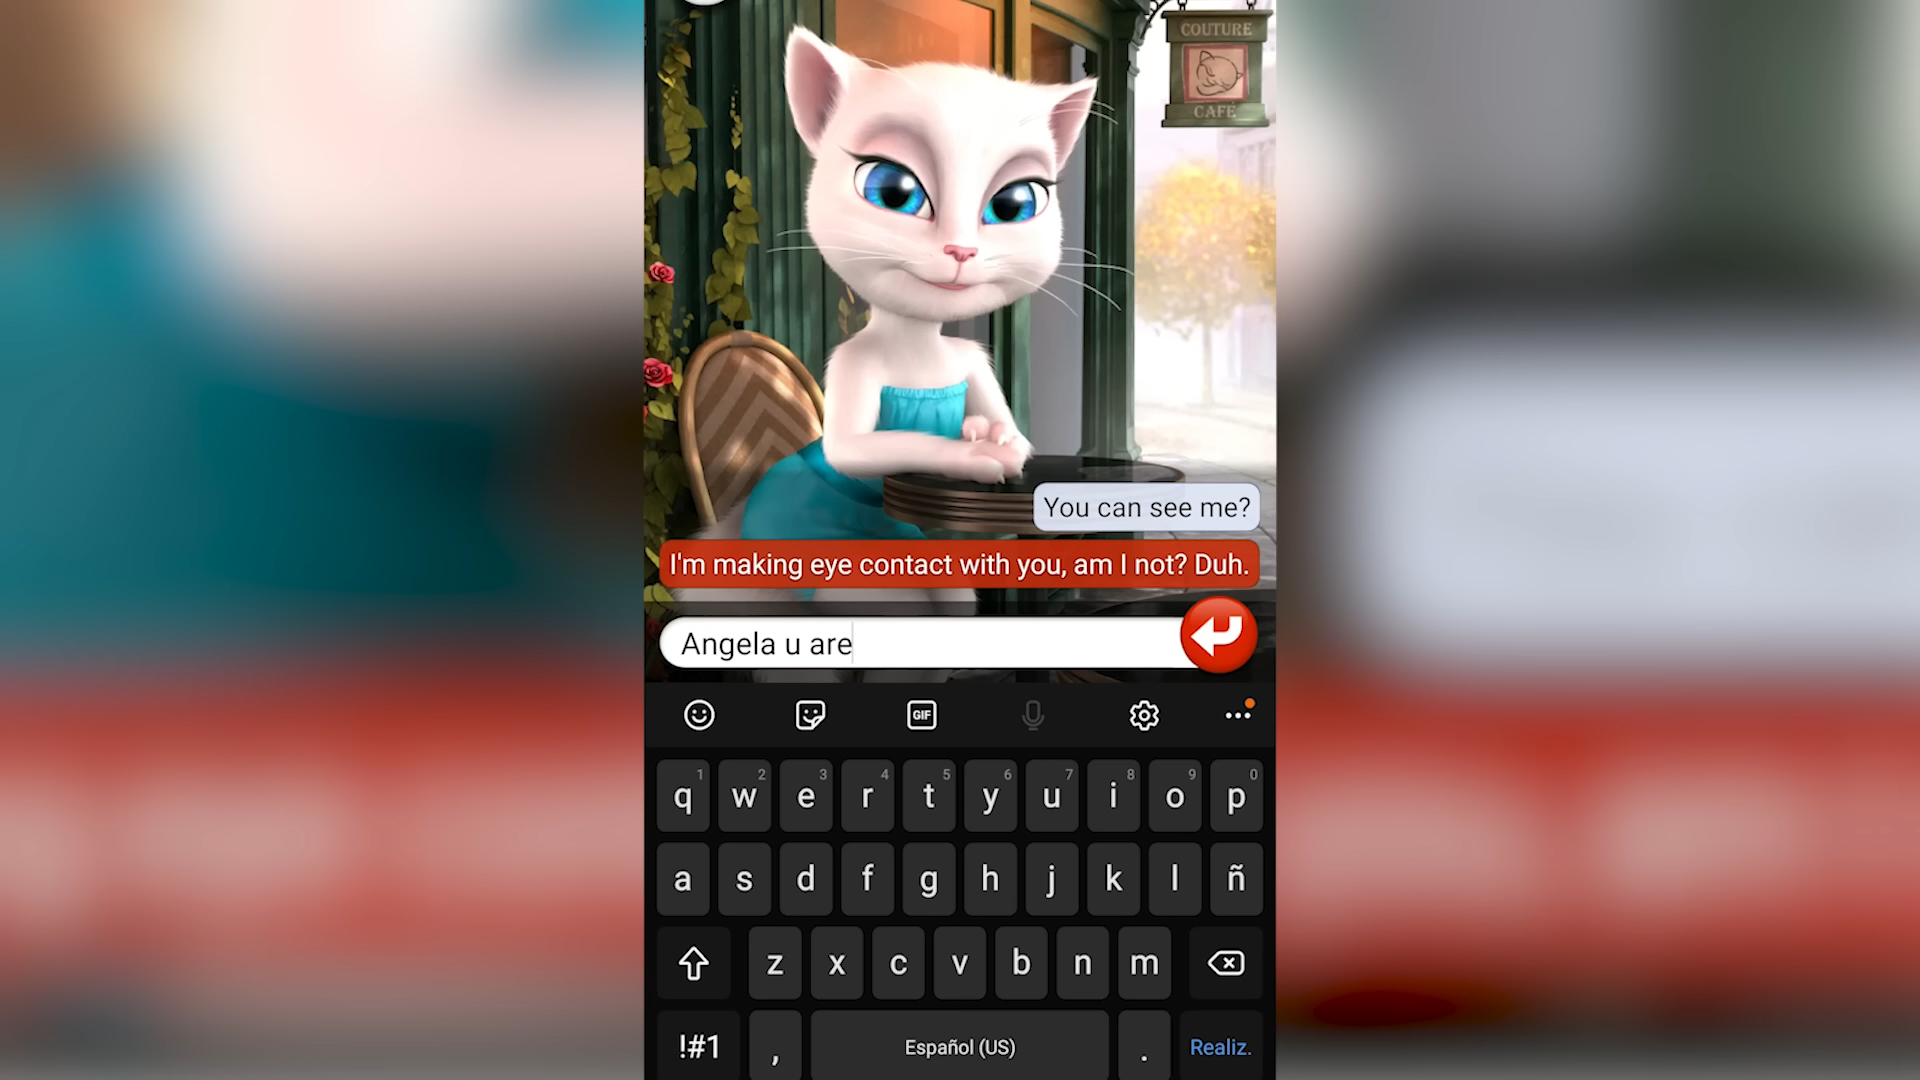 COUTURE
CAFÉ
You can see me?
I'm making eye contact with you, am I not? Duh.
Angela u are
GIF
1 2 3 4 5 6 7 8 9 0
q w e r t y u i o p
a s d f g h j k l ñ
z x c v b n m
!#1 , Español (US) . Realiz.